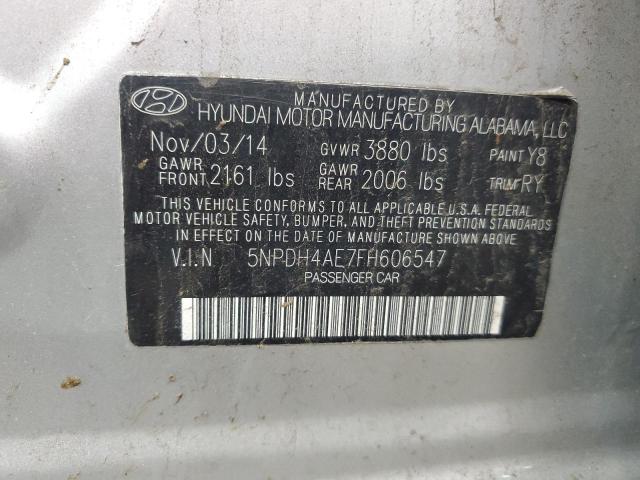 MANUFACTURED BY
HYUNDAI MOTOR MANUFACTURING ALABAMA, LLC
Nov/03/14 GVWR 3880 lbs PAINT Y8
GAWR FRONT 2161 lbs GAWR REAR 2006 lbs TRIM RY
THIS VEHICLE CONFORMS TO ALL APPLICABLE U.S.A. FEDERAL
MOTOR VEHICLE SAFETY, BUMPER, AND THEFT PREVENTION
STANDARDS IN EFFECT ON THE DATE OF MANUFACTURE SHOWN
ABOVE.
V.I.N 5NPDH4AE7FH606547
PASSENGER CAR